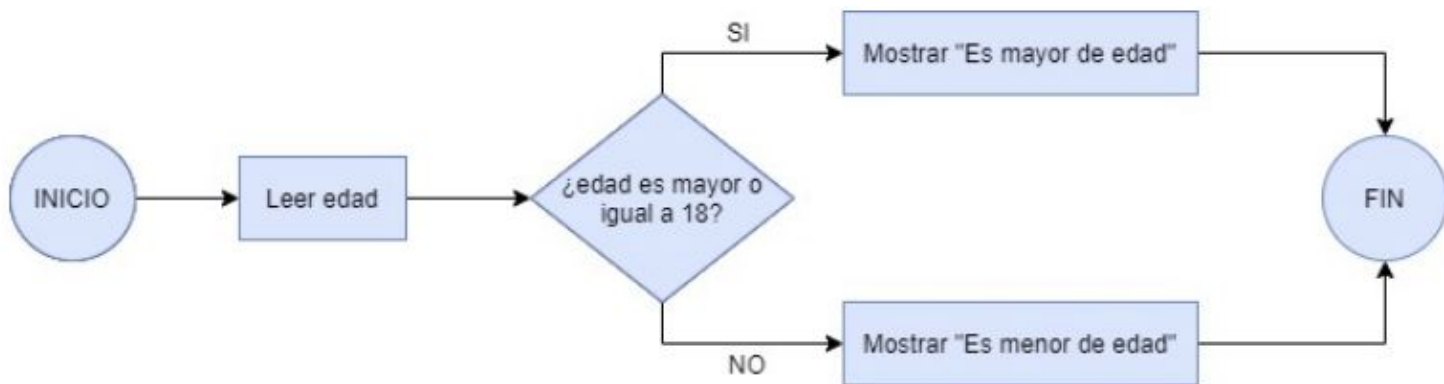 INICIO
Leer edad
¿edad es mayor o
igual a 18?
SI
Mostrar "Es mayor de edad"
NO
Mostrar "Es menor de edad"
FIN